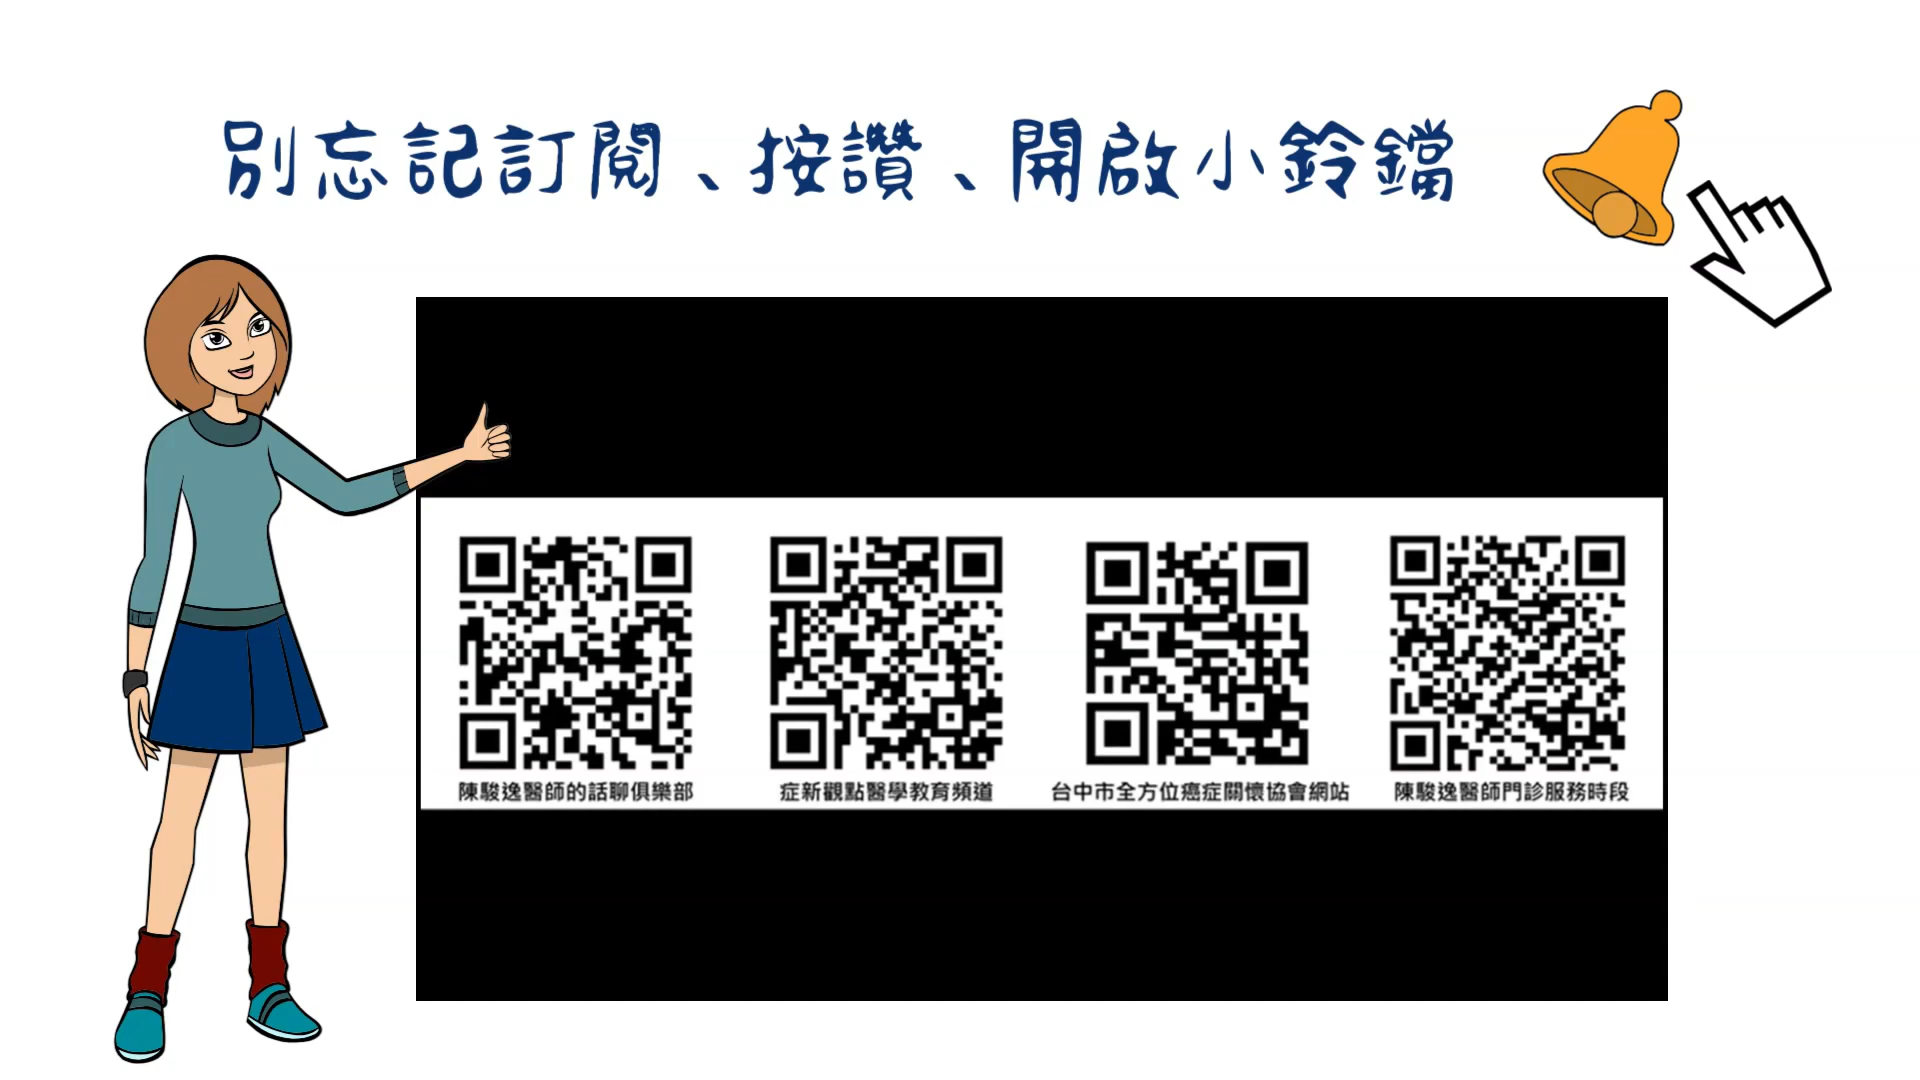 別忘記訂閱、按讚、開啟小鈴鐺
陳駿逸醫師的話聊俱樂部
症新觀點醫學教育頻道
台中市全方位癌症關懷協會網站
陳駿逸醫師門診服務時段